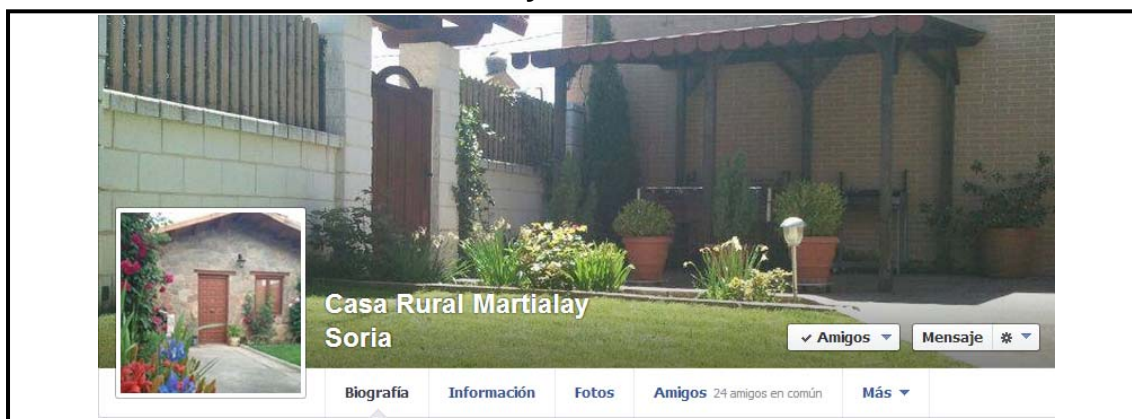 Casa Rural Martialay
Soria
Amigos
Mensaje
Biografía
Información
Fotos
Amigos 24 amigos en común
Más